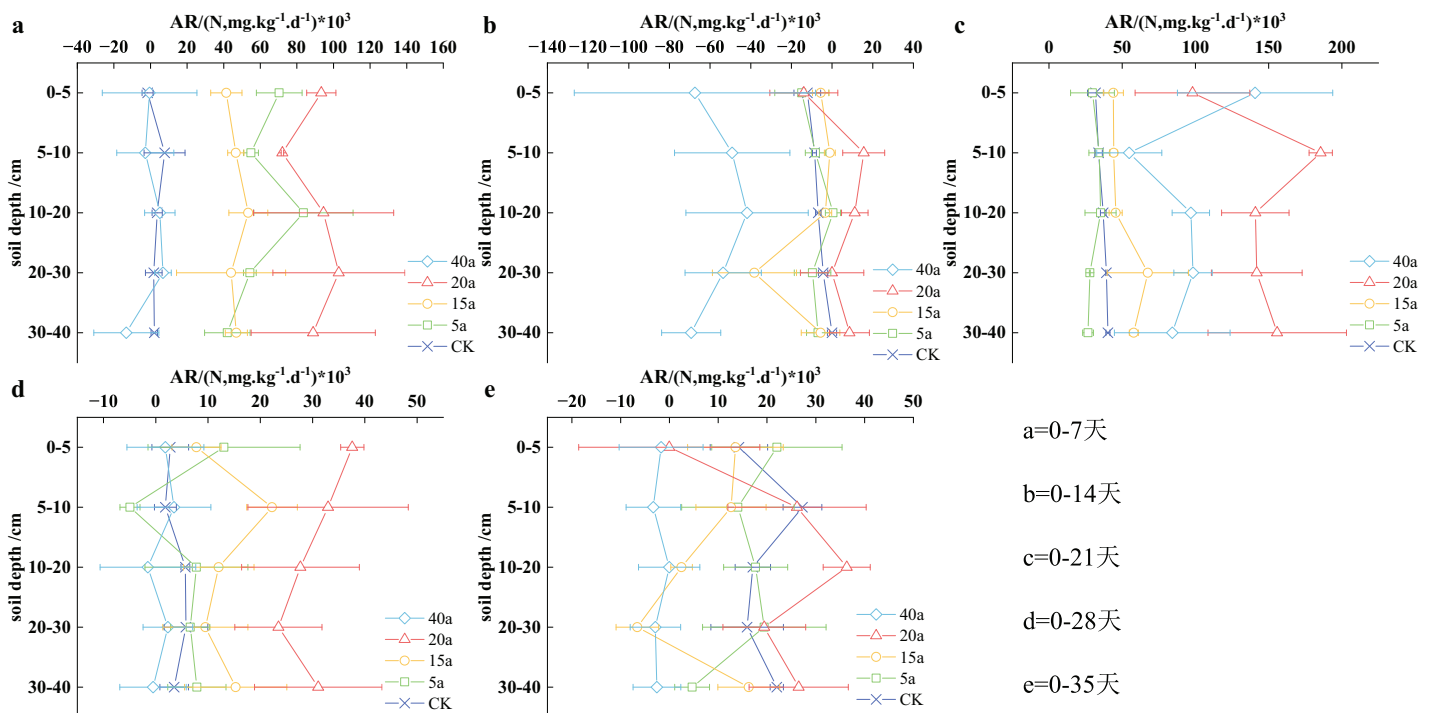 a
AR/(N,mg.kg⁻¹.d⁻¹)*10³
−40 −20 0 20 40 60 80 100 120 140 160
soil depth /cm
0-5
5-10
10-20
20-30
30-40
40a
20a
15a
5a
CK
b
AR/(N,mg.kg⁻¹.d⁻¹)*10³
−140 −120 −100 −80 −60 −40 −20 0 20 40
soil depth /cm
0-5
5-10
10-20
20-30
30-40
40a
20a
15a
5a
CK
c
AR/(N,mg.kg⁻¹.d⁻¹)*10³
0 50 100 150 200
soil depth /cm
0-5
5-10
10-20
20-30
30-40
40a
20a
15a
5a
CK
d
AR/(N,mg.kg⁻¹.d⁻¹)*10³
−10 0 10 20 30 40 50
soil depth /cm
0-5
5-10
10-20
20-30
30-40
40a
20a
15a
5a
CK
e
AR/(N,mg.kg⁻¹.d⁻¹)*10³
−20 −10 0 10 20 30 40 50
soil depth /cm
0-5
5-10
10-20
20-30
30-40
40a
20a
15a
5a
CK
a=0-7天
b=0-14天
c=0-21天
d=0-28天
e=0-35天